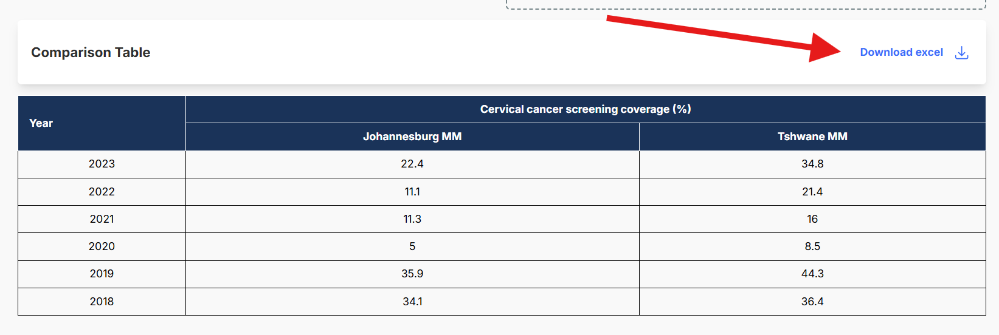 Comparison Table
Download excel
Year
Cervical cancer screening coverage (%)
Johannesburg MM Tshwane MM
2023 22.4 34.8
2022 11.1 21.4
2021 11.3 16
2020 5 8.5
2019 35.9 44.3
2018 34.1 36.4